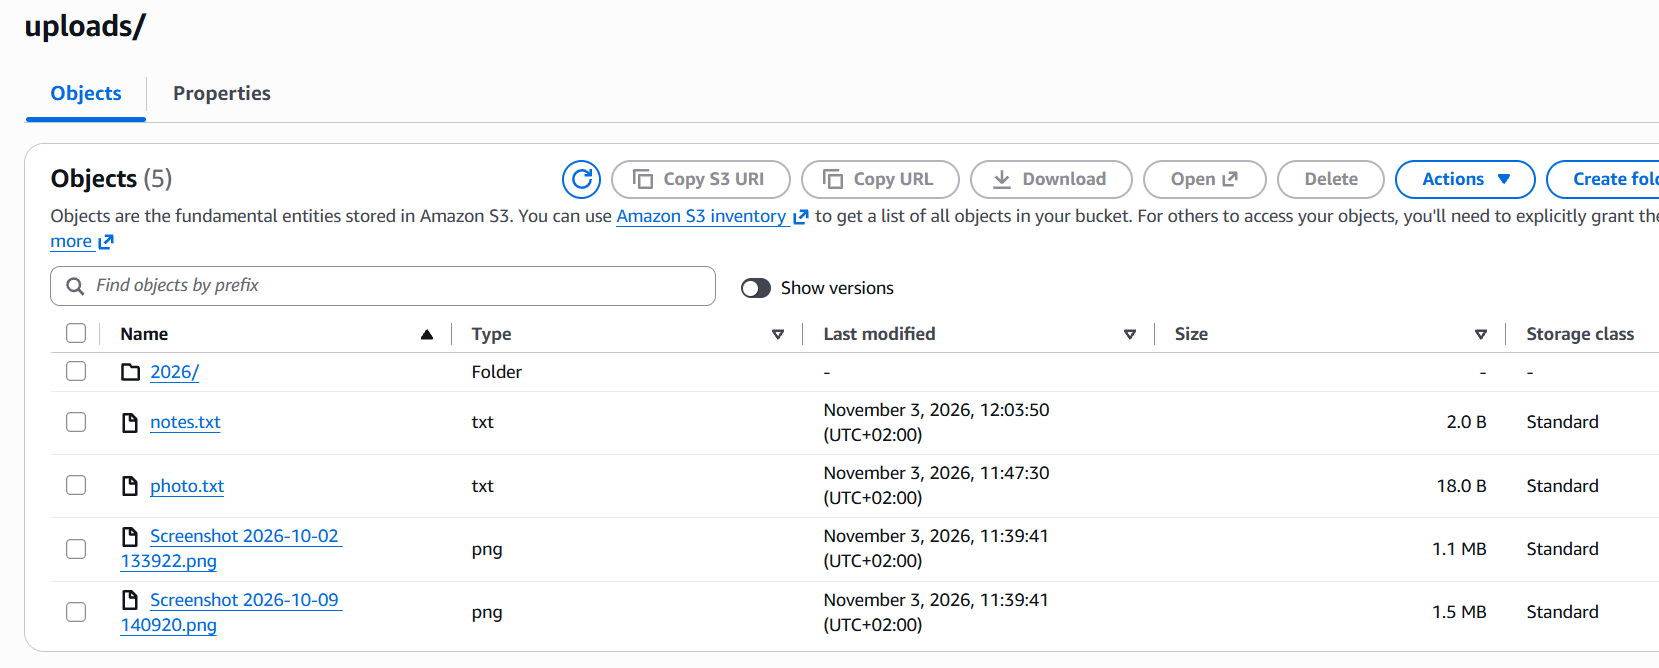 uploads/
Objects
Properties
Objects (5)
Copy S3 URI
Copy URL
Download
Open
Delete
Actions
Create fol
Objects are the fundamental entities stored in Amazon S3. You can use Amazon S3 inventory to get a list of all objects in your bucket. For others to access your objects, you'll need to explicitly grant the
more
Find objects by prefix
Show versions
Name Type Last modified Size Storage class
2026/ Folder - - -
notes.txt txt November 3, 2026, 12:03:50 (UTC+02:00) 2.0 B Standard
photo.txt txt November 3, 2026, 11:47:30 (UTC+02:00) 18.0 B Standard
Screenshot 2026-10-02 133922.png png November 3, 2026, 11:39:41 (UTC+02:00) 1.1 MB Standard
Screenshot 2026-10-09 140920.png png November 3, 2026, 11:39:41 (UTC+02:00) 1.5 MB Standard